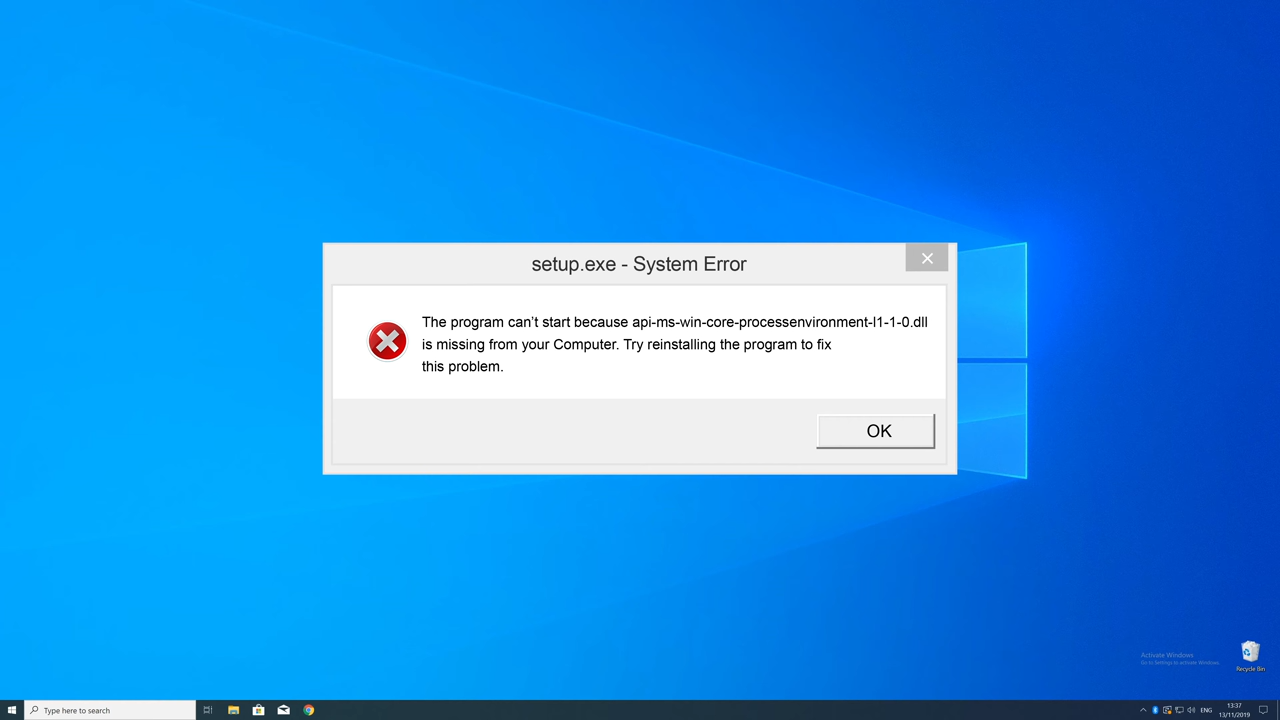 setup.exe - System Error
The program can’t start because api-ms-win-core-processenvironment-l1-1-0.dll
is missing from your Computer. Try reinstalling the program to fix
this problem.
OK
Activate Windows
Go to Settings to activate Windows.
Recycle Bin
Type here to search
ENG
13:37
13/11/2019